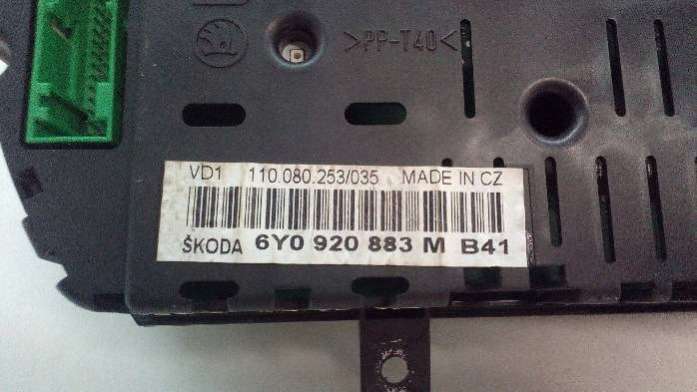 >PP-T40<
VD1 110.080.253/035 MADE IN CZ
ŠKODA 6Y0 920 883 M B41